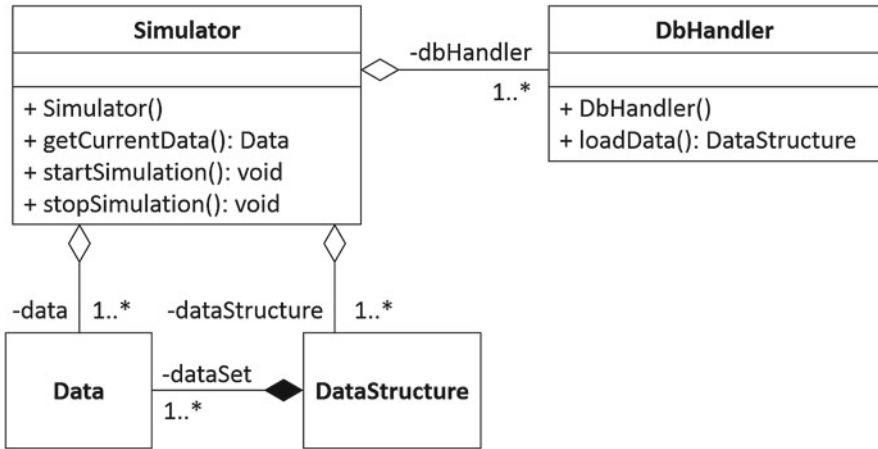 Simulator
+ Simulator()
+ getCurrentData(): Data
+ startSimulation(): void
+ stopSimulation(): void
-dbHandler
1..*
DbHandler
+ DbHandler()
+ loadData(): DataStructure
-data
1..*
-dataStructure
1..*
Data
-dataSet
1..*
DataStructure